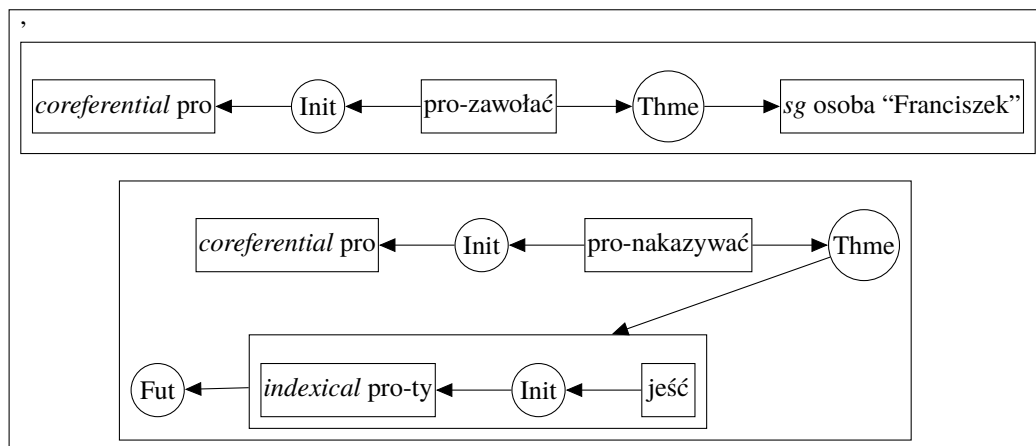 ,
coreferential pro Init pro-zawołać Thme sg osoba “Franciszek”
coreferential pro Init pro-nakazywać Thme
Fut indexical pro-ty Init jeść